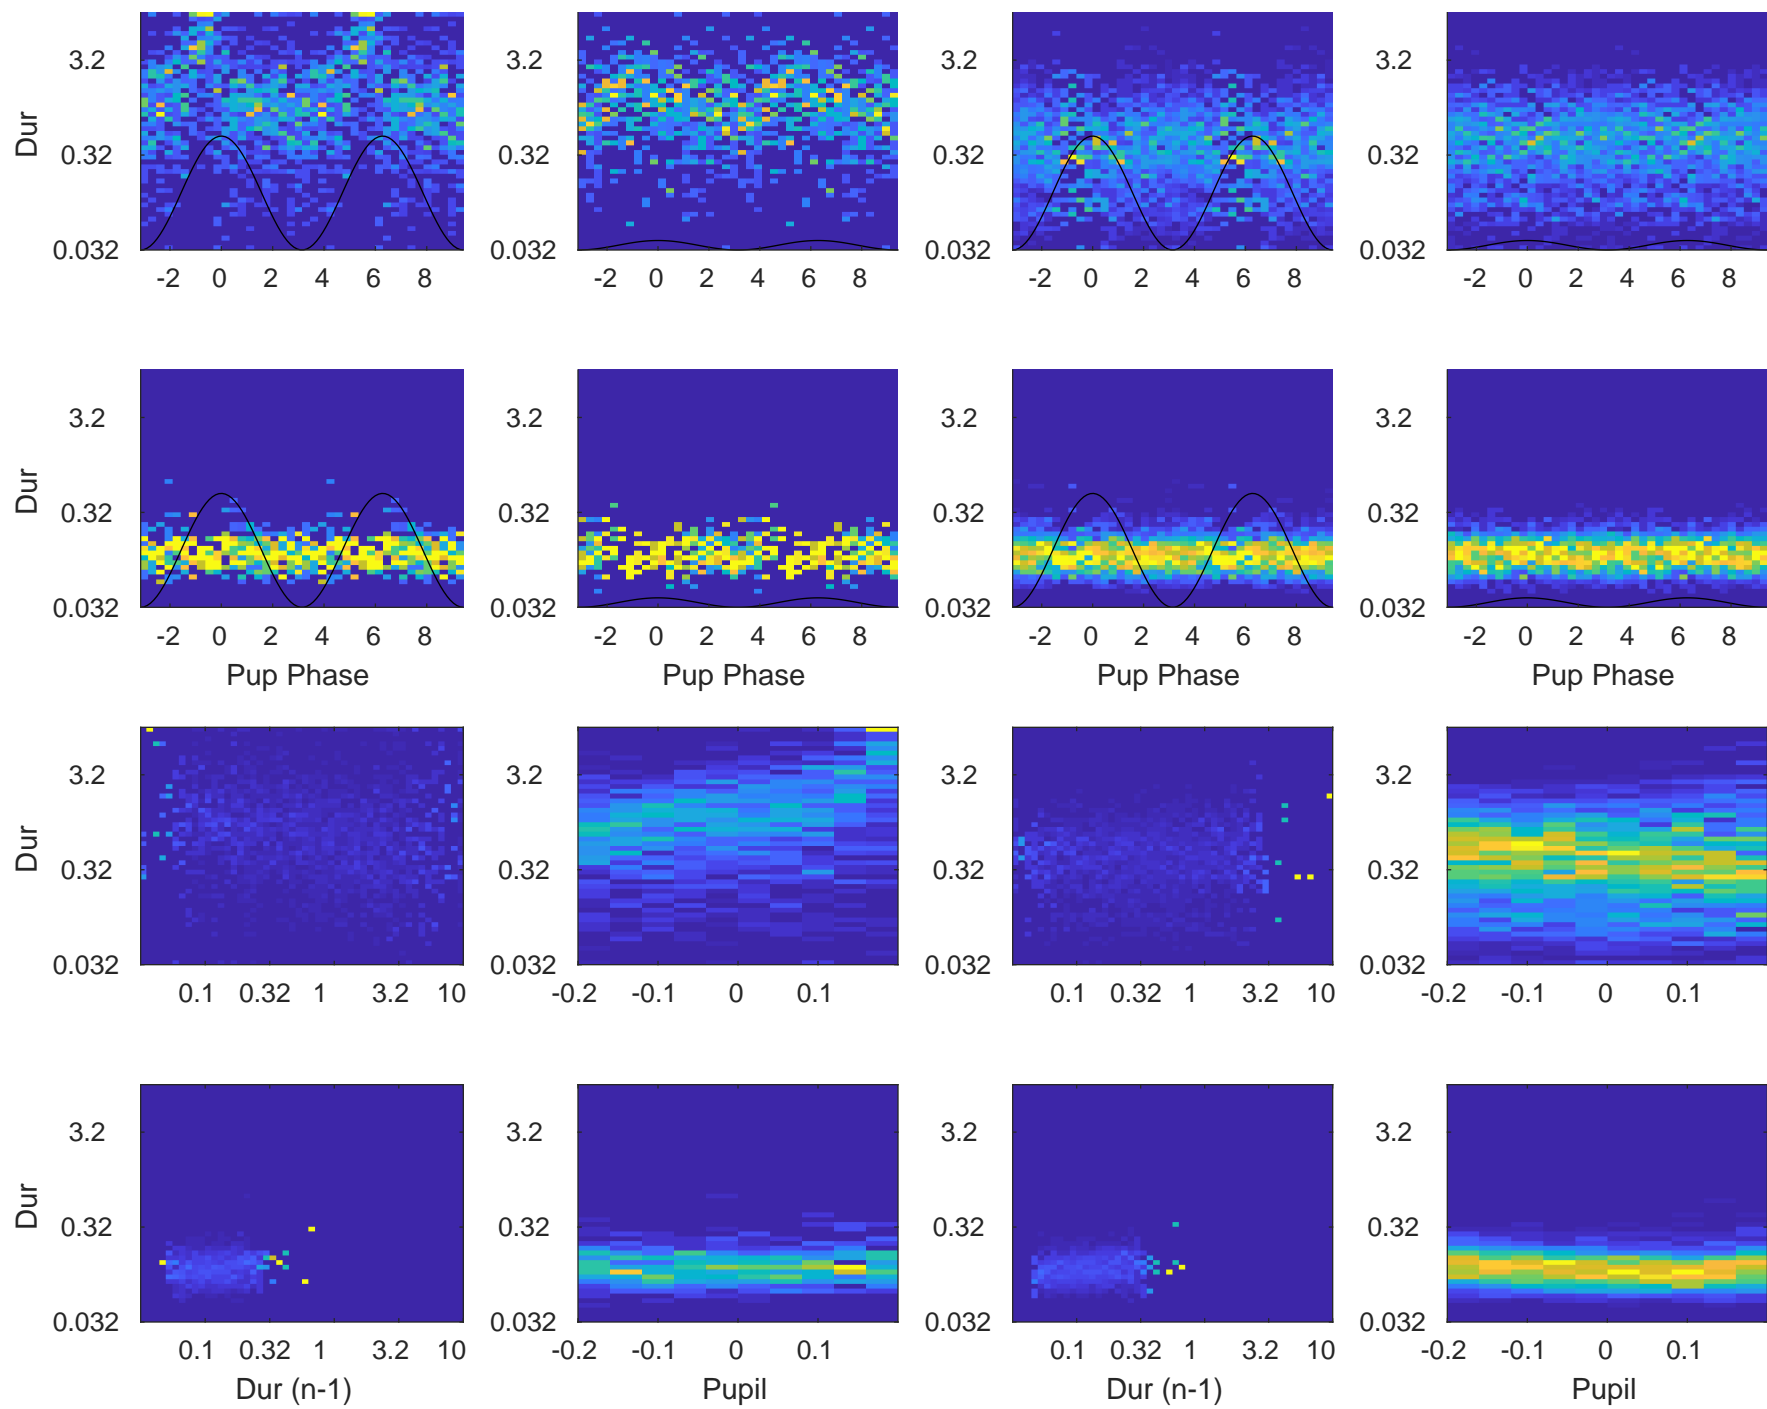 3.2 3.2 3.2 3.2
Dur
0.32 0.32 0.32 0.32
0.032 0.032 0.032 0.032
-2 0 2 4 6 8 -2 0 2 4 6 8 -2 0 2 4 6 8 -2 0 2 4 6 8
3.2 3.2 3.2 3.2
Dur
0.32 0.32 0.32 0.32
0.032 0.032 0.032 0.032
-2 0 2 4 6 8 -2 0 2 4 6 8 -2 0 2 4 6 8 -2 0 2 4 6 8
Pup Phase Pup Phase Pup Phase Pup Phase
3.2 3.2 3.2 3.2
Dur
0.32 0.32 0.32 0.32
0.032 0.032 0.032 0.032
0.1 0.32 1 3.2 10 -0.2 -0.1 0 0.1 0.1 0.32 1 3.2 10 -0.2 -0.1 0 0.1
3.2 3.2 3.2 3.2
Dur
0.32 0.32 0.32 0.32
0.032 0.032 0.032 0.032
0.1 0.32 1 3.2 10 -0.2 -0.1 0 0.1 0.1 0.32 1 3.2 10 -0.2 -0.1 0 0.1
Dur (n-1) Pupil Dur (n-1) Pupil